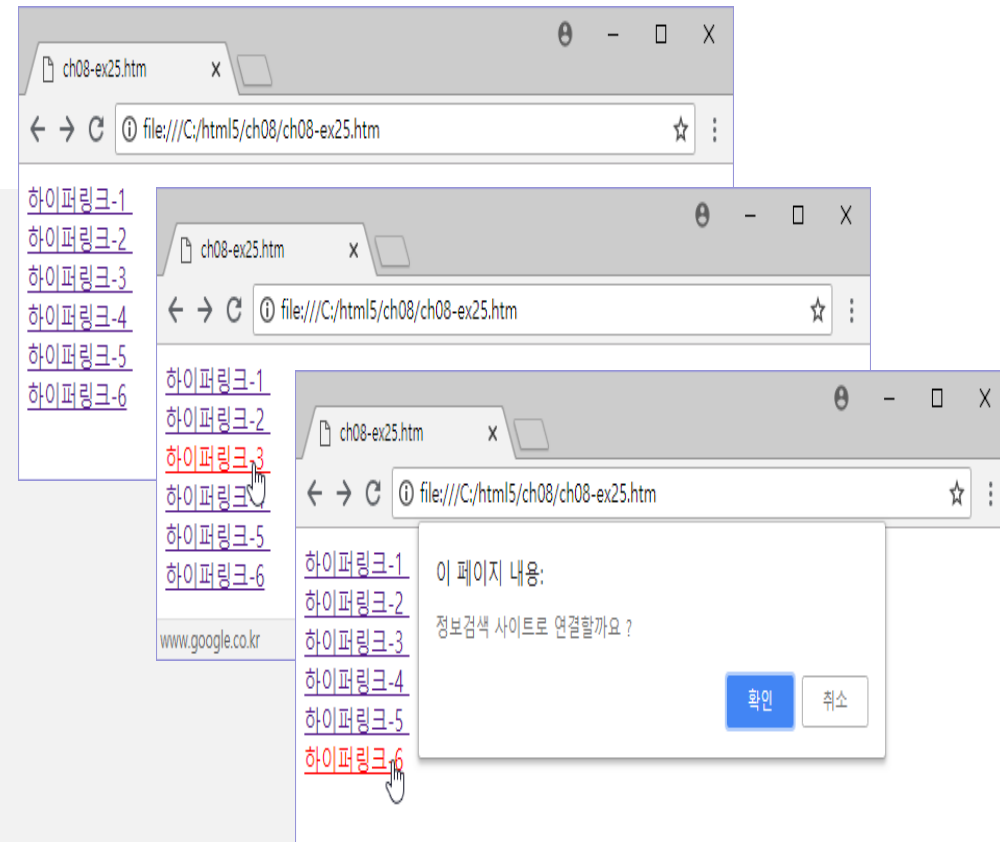 ch08-ex25.htm
file:///C:/html5/ch08/ch08-ex25.htm
하이퍼링크-1
하이퍼링크-2
하이퍼링크-3
하이퍼링크-4
하이퍼링크-5
하이퍼링크-6
ch08-ex25.htm
file:///C:/html5/ch08/ch08-ex25.htm
하이퍼링크-1
하이퍼링크-2
하이퍼링크-3
하이퍼링크-4
하이퍼링크-5
하이퍼링크-6
www.google.co.kr
ch08-ex25.htm
file:///C:/html5/ch08/ch08-ex25.htm
하이퍼링크-1
하이퍼링크-2
하이퍼링크-3
하이퍼링크-4
하이퍼링크-5
하이퍼링크-6
이 페이지 내용:
정보검색 사이트로 연결할까요 ?
확인
취소